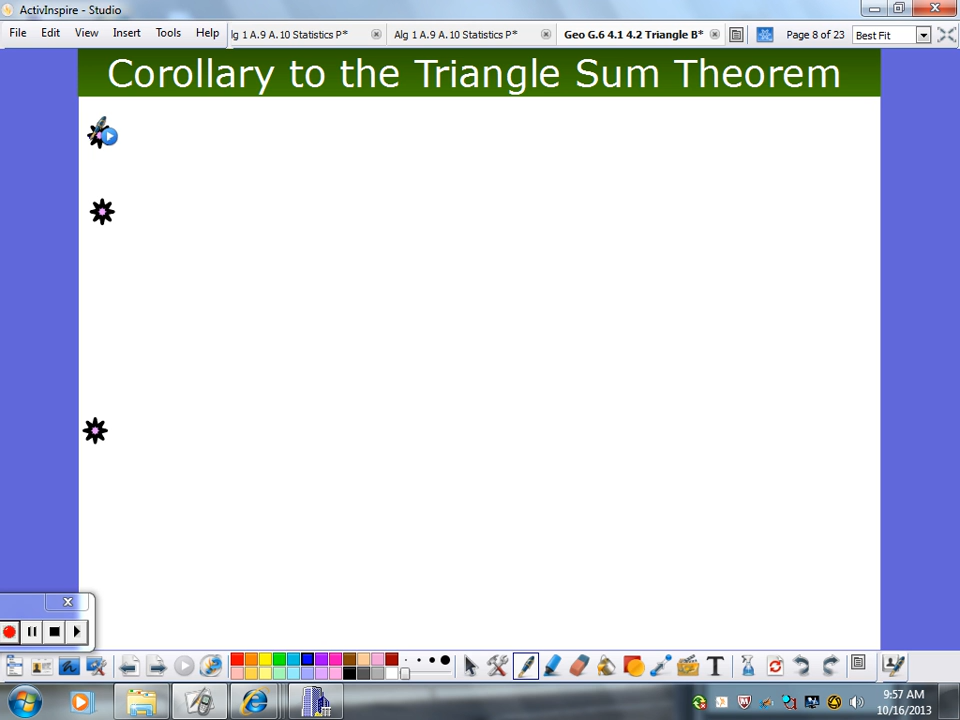 ActivInspire - Studio
File Edit View Insert Tools Help lg 1 A.9 A.10 Statistics P* Alg 1 A.9 A.10 Statistics P* Geo G.6 4.1 4.2 Triangle B* Page 8 of 23 Best Fit
Corollary to the Triangle Sum Theorem
9:57 AM
10/16/2013